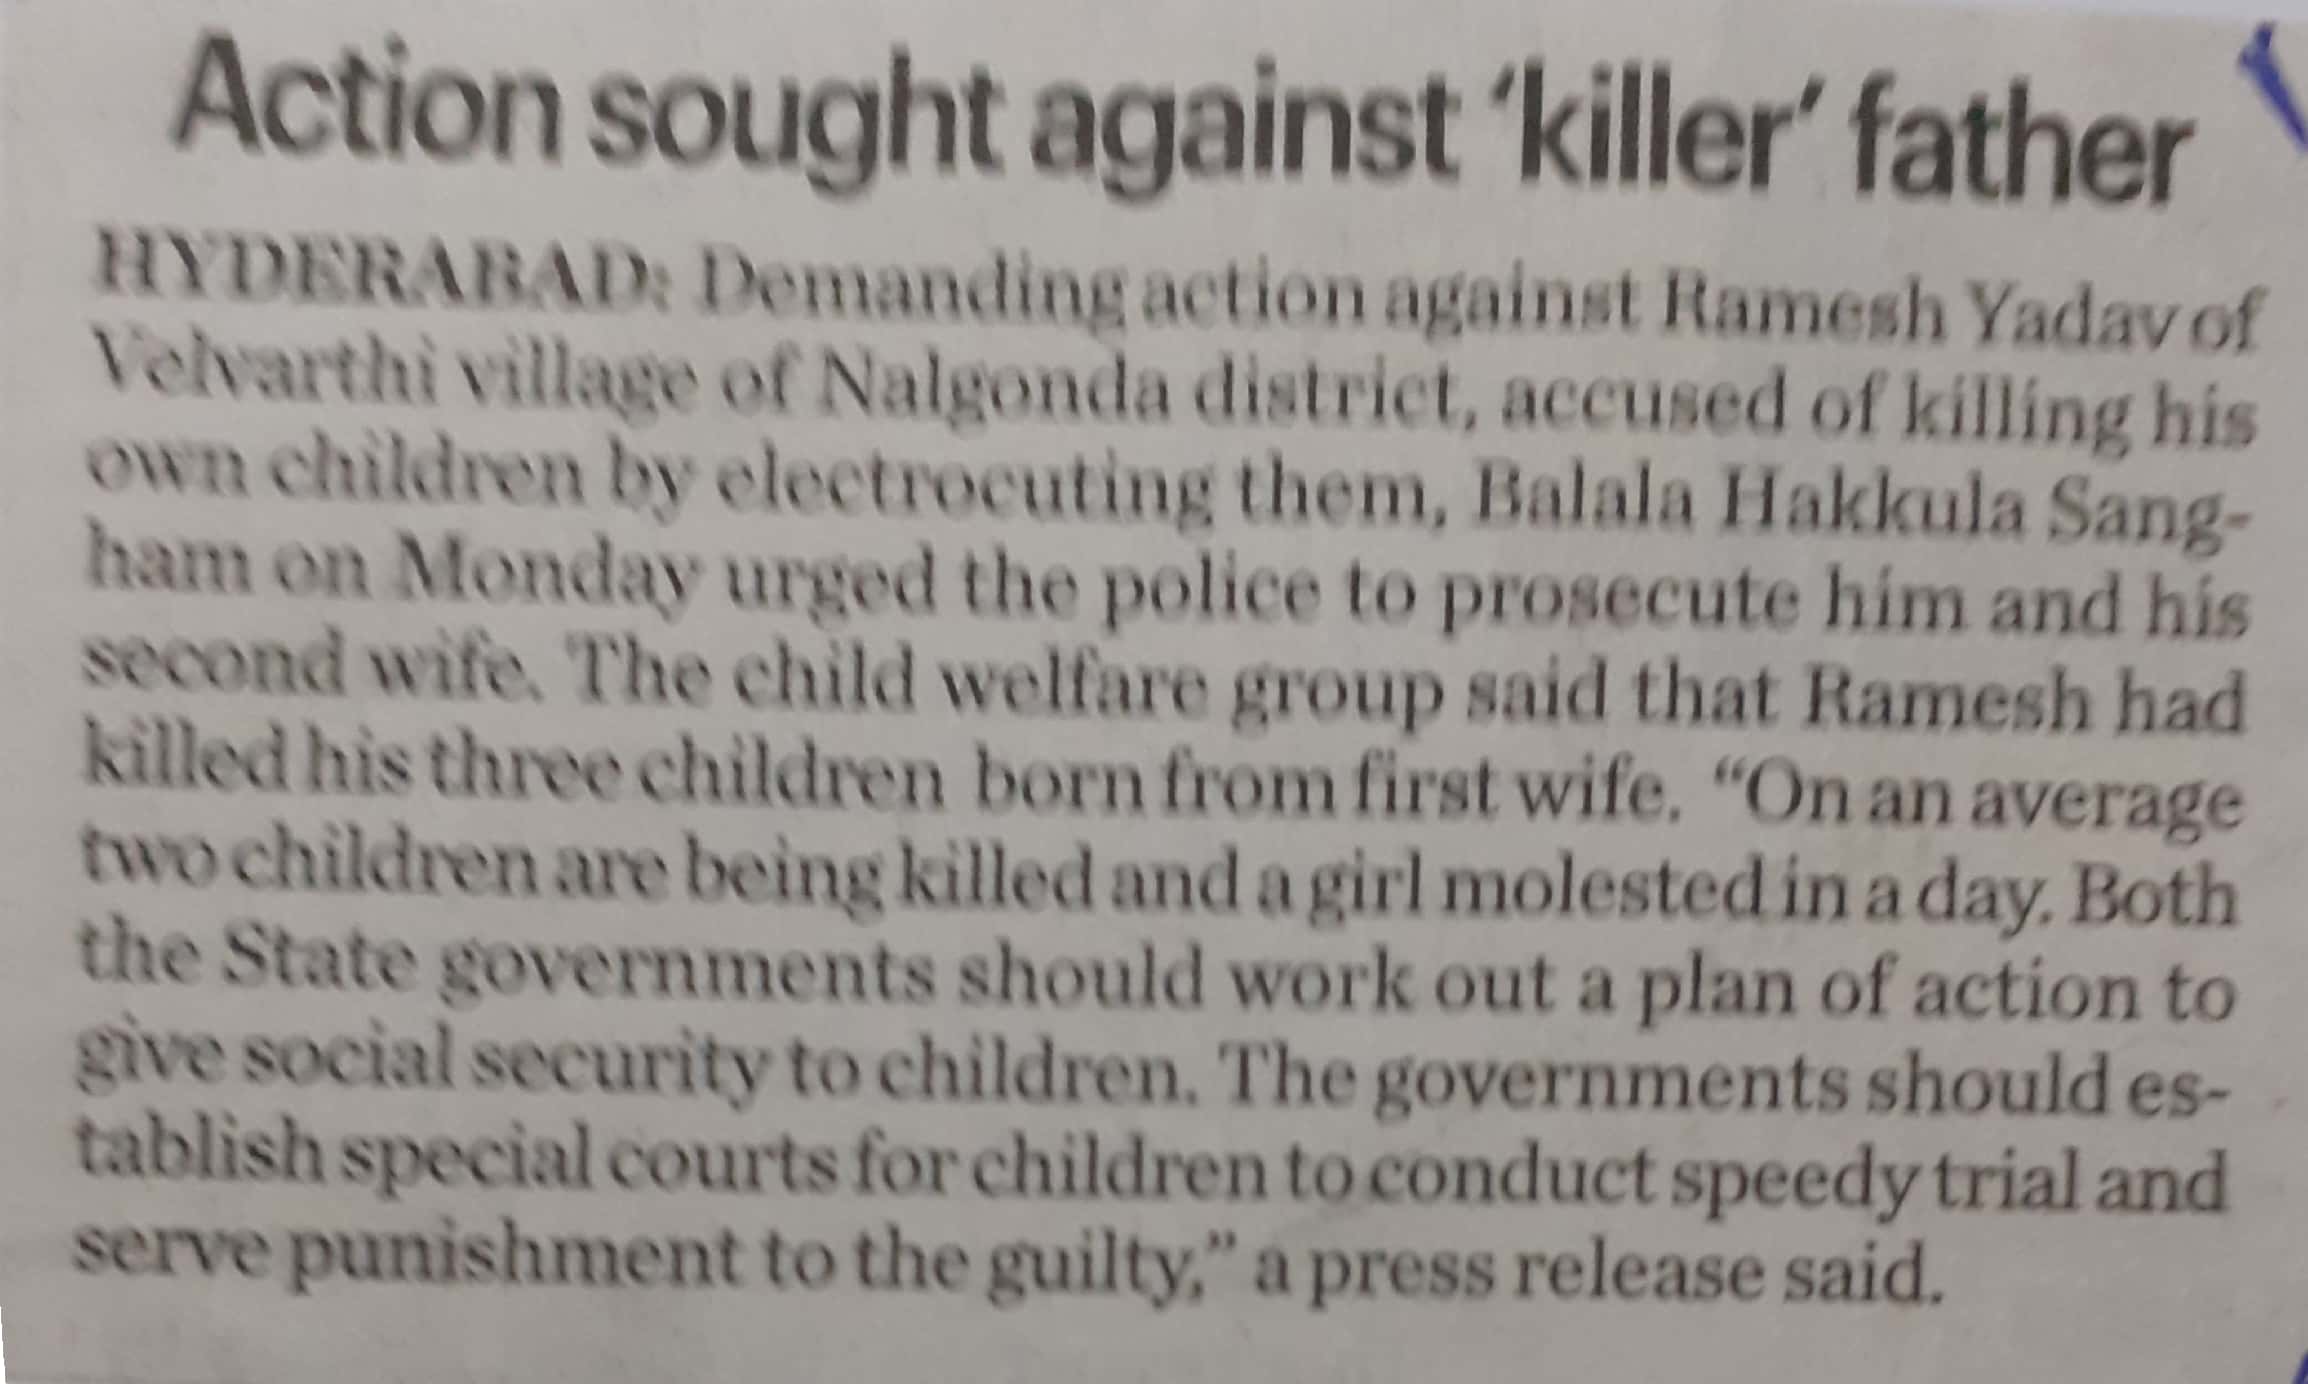 Action sought against ‘killer’ father
HYDERABAD: Demanding action against Ramesh Yadav of
Velvarthi village of Nalgonda district, accused of killing his
own children by electrocuting them, Balala Hakkula Sang-
ham on Monday urged the police to prosecute him and his
second wife. The child welfare group said that Ramesh had
killed his three children born from first wife. “On an average
two children are being killed and a girl molested in a day. Both
the State governments should work out a plan of action to
give social security to children. The governments should es-
tablish special courts for children to conduct speedy trial and
serve punishment to the guilty,” a press release said.